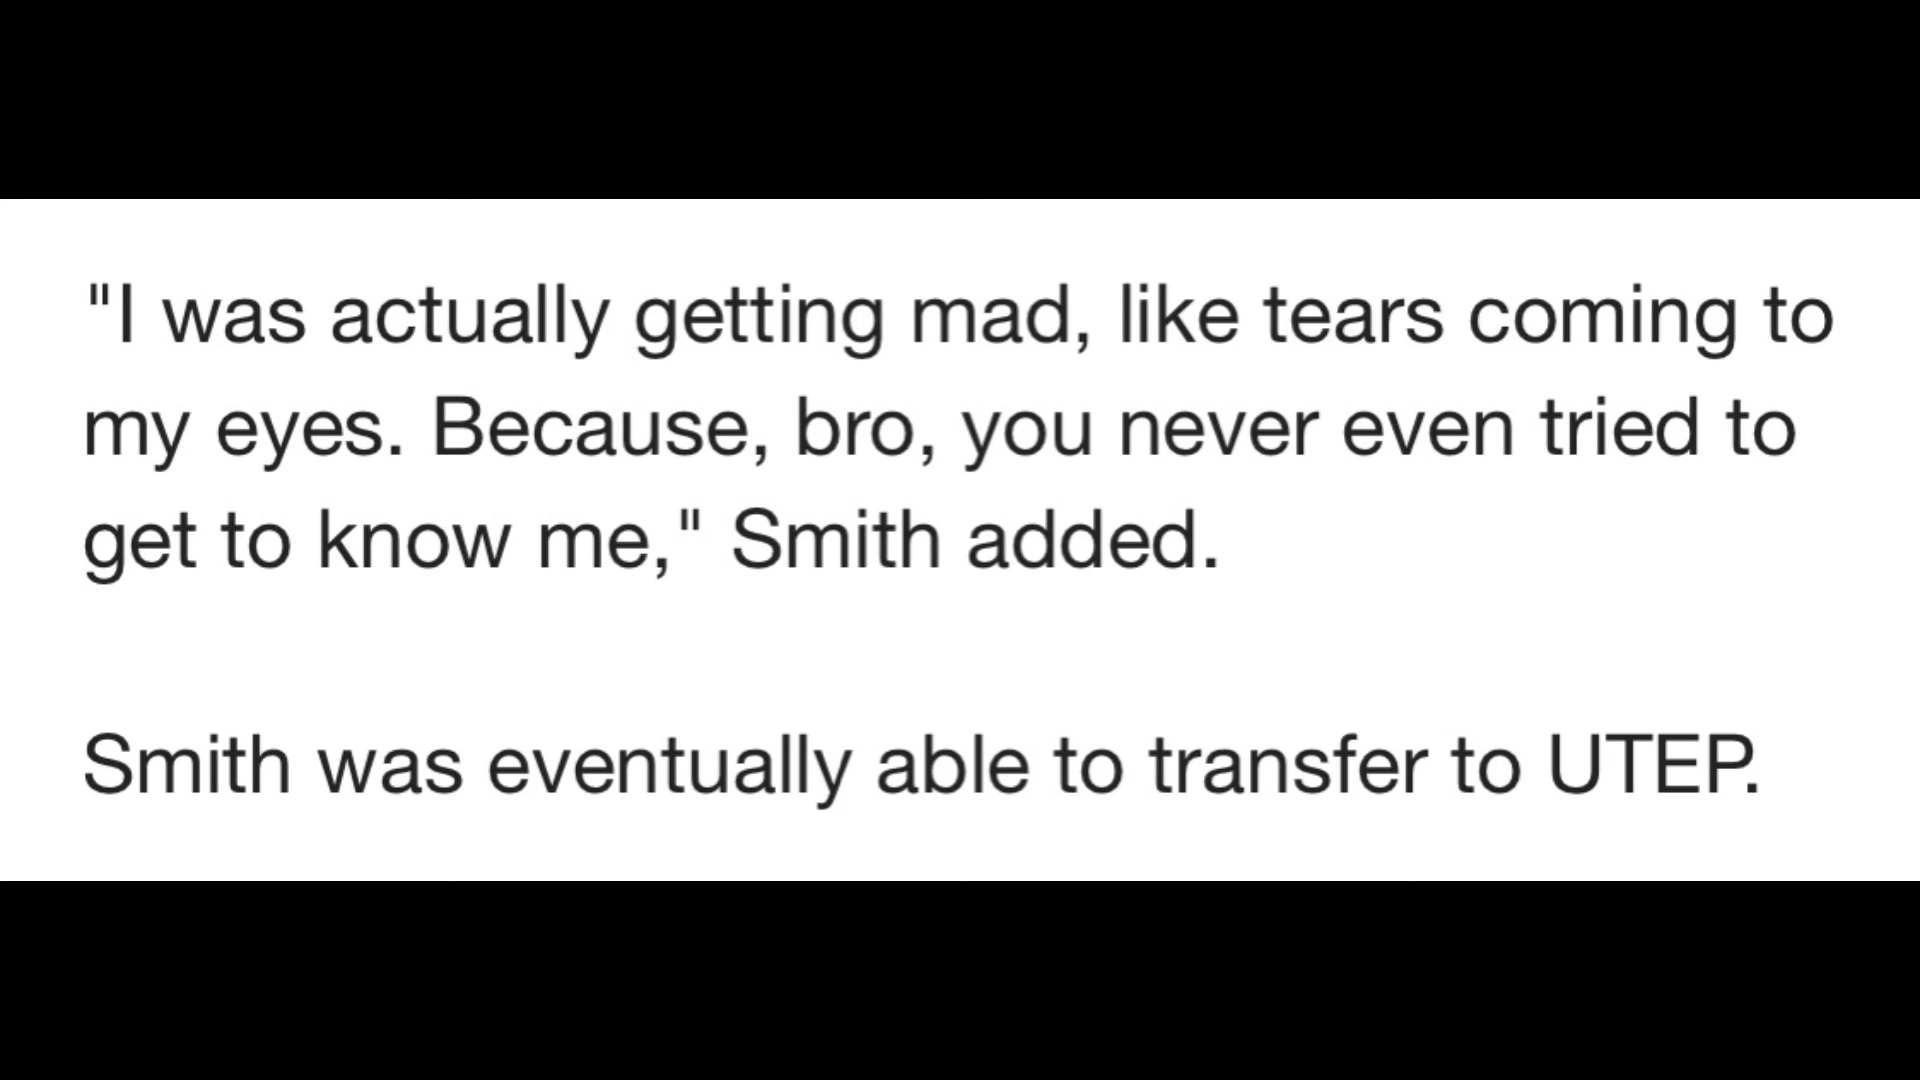 "I was actually getting mad, like tears coming to
my eyes. Because, bro, you never even tried to
get to know me," Smith added.
Smith was eventually able to transfer to UTEP.